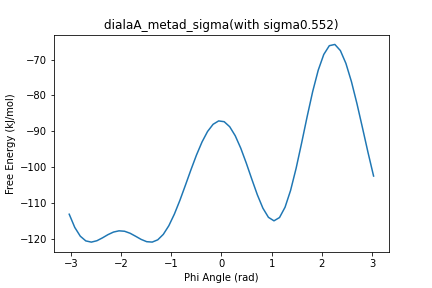 dialaA_metad_sigma(with sigma0.552)
Free Energy (kJ/mol)
−70
−80
−90
−100
−110
−120
−3 −2 −1 0 1 2 3
Phi Angle (rad)